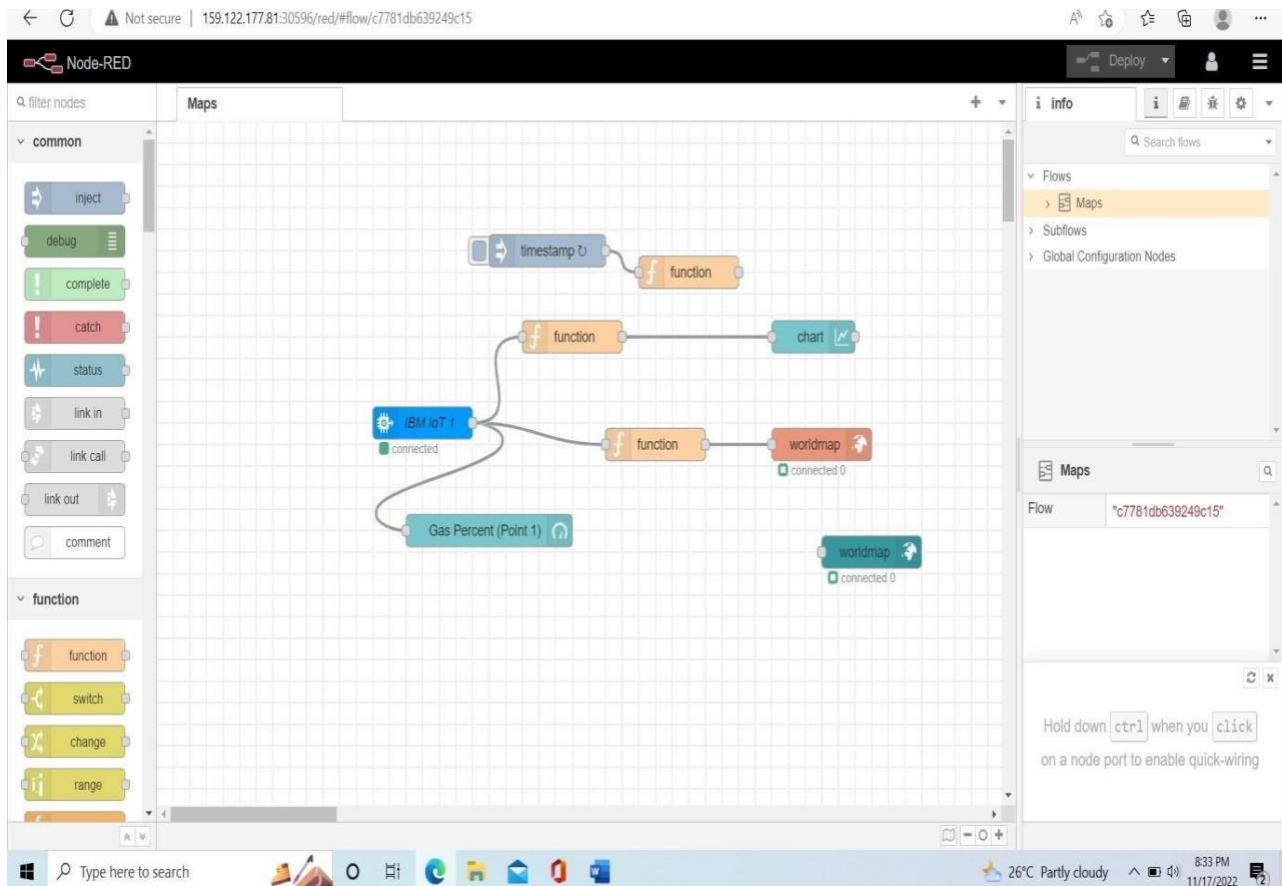 Not secure | 159.122.177.81:30596/red/#flow/c7781db639249c15
Node-RED
Deploy
filter nodes
Maps
i info
i
common
Search flows
inject
debug
complete
catch
status
link in
link call
link out
comment
function
function
switch
change
range
timestamp ↻
function
function
chart
IBM IoT 1
connected
function
worldmap
connected 0
Gas Percent (Point 1)
worldmap
connected 0
Flows
Maps
Subflows
Global Configuration Nodes
Maps
Flow "c7781db639249c15"
Hold down ctrl when you click
on a node port to enable quick-wiring
Type here to search
26°C Partly cloudy
8:33 PM
11/17/2022
2